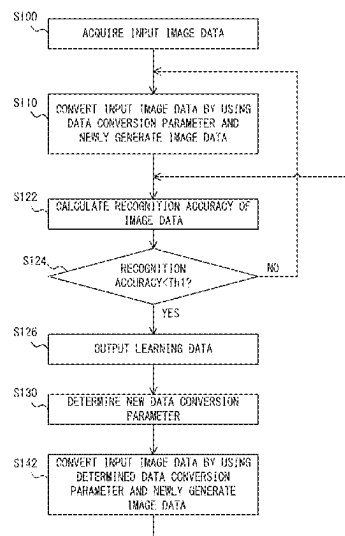 S100
ACQUIRE INPUT IMAGE DATA
S110
CONVERT INPUT IMAGE DATA BY USING
DATA CONVERSION PARAMETER AND
NEWLY GENERATE IMAGE DATA
S122
CALCULATE RECOGNITION ACCURACY OF
IMAGE DATA
S124
RECOGNITION
ACCURACY<Th1?
NO
YES
S126
OUTPUT LEARNING DATA
S130
DETERMINE NEW DATA CONVERSION
PARAMETER
S142
CONVERT INPUT IMAGE DATA BY USING
DETERMINED DATA CONVERSION
PARAMETER AND NEWLY GENERATE
IMAGE DATA